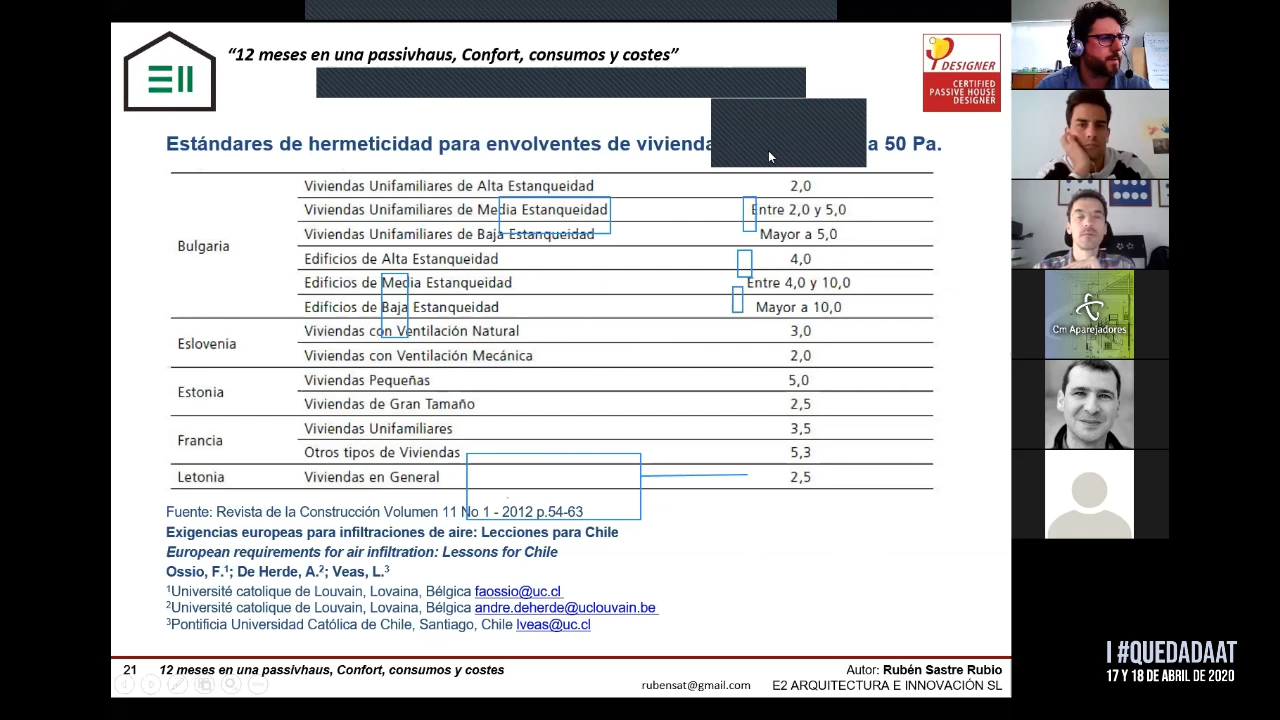 “12 meses en una passivhaus, Confort, consumos y costes”
DESIGNER
CERTIFIED
PASSIVE HOUSE
DESIGNER
Estándares de hermeticidad para envolventes de vivienda a 50 Pa.
Bulgaria
Viviendas Unifamiliares de Alta Estanqueidad 2,0
Viviendas Unifamiliares de Media Estanqueidad Entre 2,0 y 5,0
Viviendas Unifamiliares de Baja Estanqueidad Mayor a 5,0
Edificios de Alta Estanqueidad 4,0
Edificios de Media Estanqueidad Entre 4,0 y 10,0
Edificios de Baja Estanqueidad Mayor a 10,0
Eslovenia
Viviendas con Ventilación Natural 3,0
Viviendas con Ventilación Mecánica 2,0
Estonia
Viviendas Pequeñas 5,0
Viviendas de Gran Tamaño 2,5
Francia
Viviendas Unifamiliares 3,5
Otros tipos de Viviendas 5,3
Letonia Viviendas en General 2,5
Fuente: Revista de la Construcción Volumen 11 No 1 - 2012 p.54-63
Exigencias europeas para infiltraciones de aire: Lecciones para Chile
European requirements for air infiltration: Lessons for Chile
Ossio, F.¹; De Herde, A.²; Veas, L.³
¹Université catolique de Louvain, Lovaina, Bélgica faossio@uc.cl
²Université catolique de Louvain, Lovaina, Bélgica andre.deherde@uclouvain.be
³Pontificia Universidad Católica de Chile, Santiago, Chile lveas@uc.cl
21 12 meses en una passivhaus, Confort, consumos y costes
Autor: Rubén Sastre Rubio
rubensat@gmail.com E2 ARQUITECTURA E INNOVACIÓN SL
Cm Aparejadores
I #QUEDADAAT
17 Y 18 DE ABRIL DE 2020